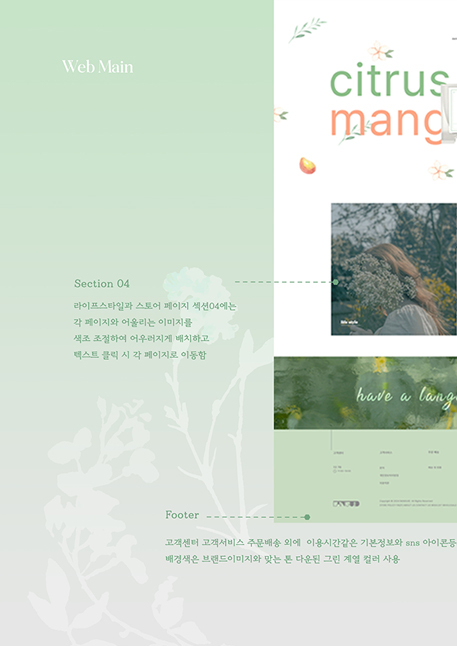 Web Main
citrus
mang
Section 04
라이프스타일과 스토어 페이지 섹션04에는
각 페이지와 어울리는 이미지를
색조 조절하여 어우러지게 배치하고
텍스트 클릭 시 각 페이지로 이동함
life style
have a lang
Footer
고객센터 고객서비스 주문배송 외에 이용시간같은 기본정보와 sns 아이콘등
배경색은 브랜드이미지와 맞는 톤 다운된 그린 계열 컬러 사용